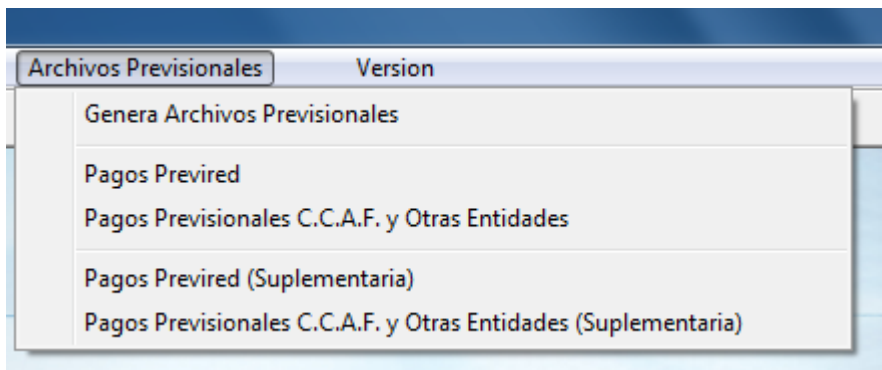 Archivos Previsionales Version
Genera Archivos Previsionales
Pagos Previred
Pagos Previsionales C.C.A.F. y Otras Entidades
Pagos Previred (Suplementaria)
Pagos Previsionales C.C.A.F. y Otras Entidades (Suplementaria)